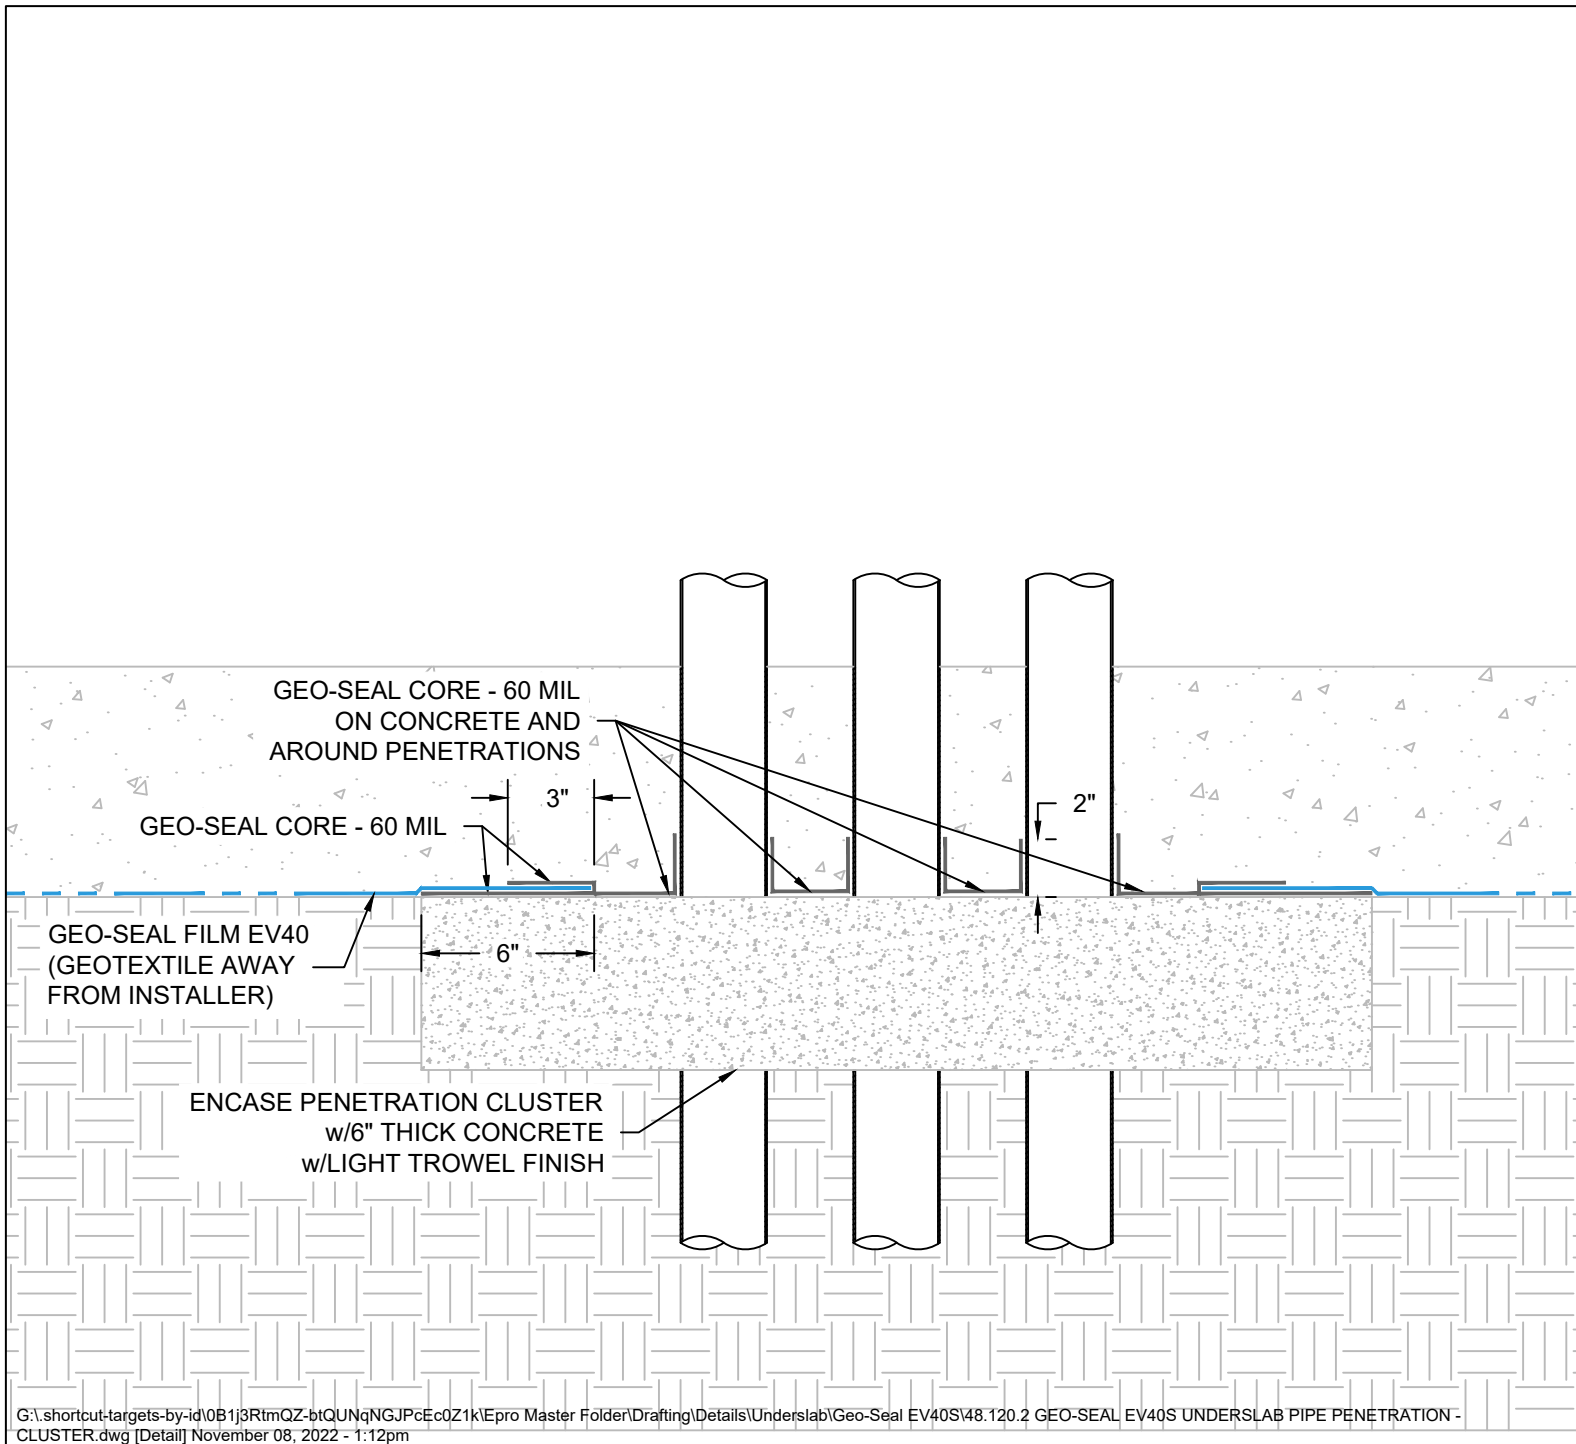 GEO-SEAL CORE - 60 MIL
ON CONCRETE AND
AROUND PENETRATIONS
3"
2"
GEO-SEAL CORE - 60 MIL
GEO-SEAL FILM EV40
(GEOTEXTILE AWAY
FROM INSTALLER)
6"
ENCASE PENETRATION CLUSTER
w/6" THICK CONCRETE
w/LIGHT TROWEL FINISH
G:\.shortcut-targets-by-id\0B1j3RtmQZ-btQUNqNGJPcEc0Z1k\Epro Master Folder\Drafting\Details\Underslab\Geo-Seal EV40S\48.120.2 GEO-SEAL EV40S UNDERSLAB PIPE PENETRATION -
CLUSTER.dwg [Detail] November 08, 2022 - 1:12pm